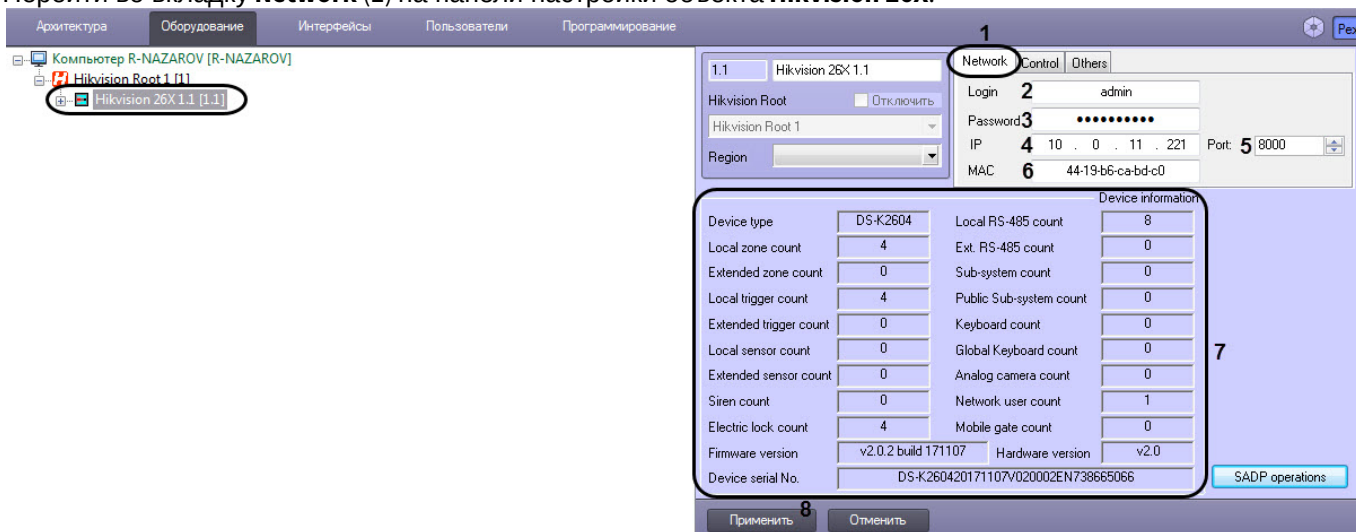 Перейти во вкладку Network (1) на панели настройки объекта Hikvision 26x.
Архитектура Оборудование Интерфейсы Пользователи Программирование
1
Компьютер R-NAZAROV [R-NAZAROV]
Hikvision Root 1 [1]
Hikvision 26X 1.1 [1.1]
1.1 Hikvision 26X 1.1
Hikvision Root Отключить
Hikvision Root 1
Region
Network Control Others
Login 2 admin
Password 3 ••••••••••
IP 4 10 . 0 . 11 . 221 Port: 5 8000
MAC 6 44-19-b6-ca-bd-c0
Device information
Device type DS-K2604 Local RS-485 count 8
Local zone count 4 Ext. RS-485 count 0
Extended zone count 0 Sub-system count 0
Local trigger count 4 Public Sub-system count 0
Extended trigger count 0 Keyboard count 0
Local sensor count 0 Global Keyboard count 0 7
Extended sensor count 0 Analog camera count 0
Siren count 0 Network user count 1
Electric lock count 4 Mobile gate count 0
Firmware version v2.0.2 build 171107 Hardware version v2.0
Device serial No. DS-K260420171107V020002EN738665066 SADP operations
Применить 8 Отменить